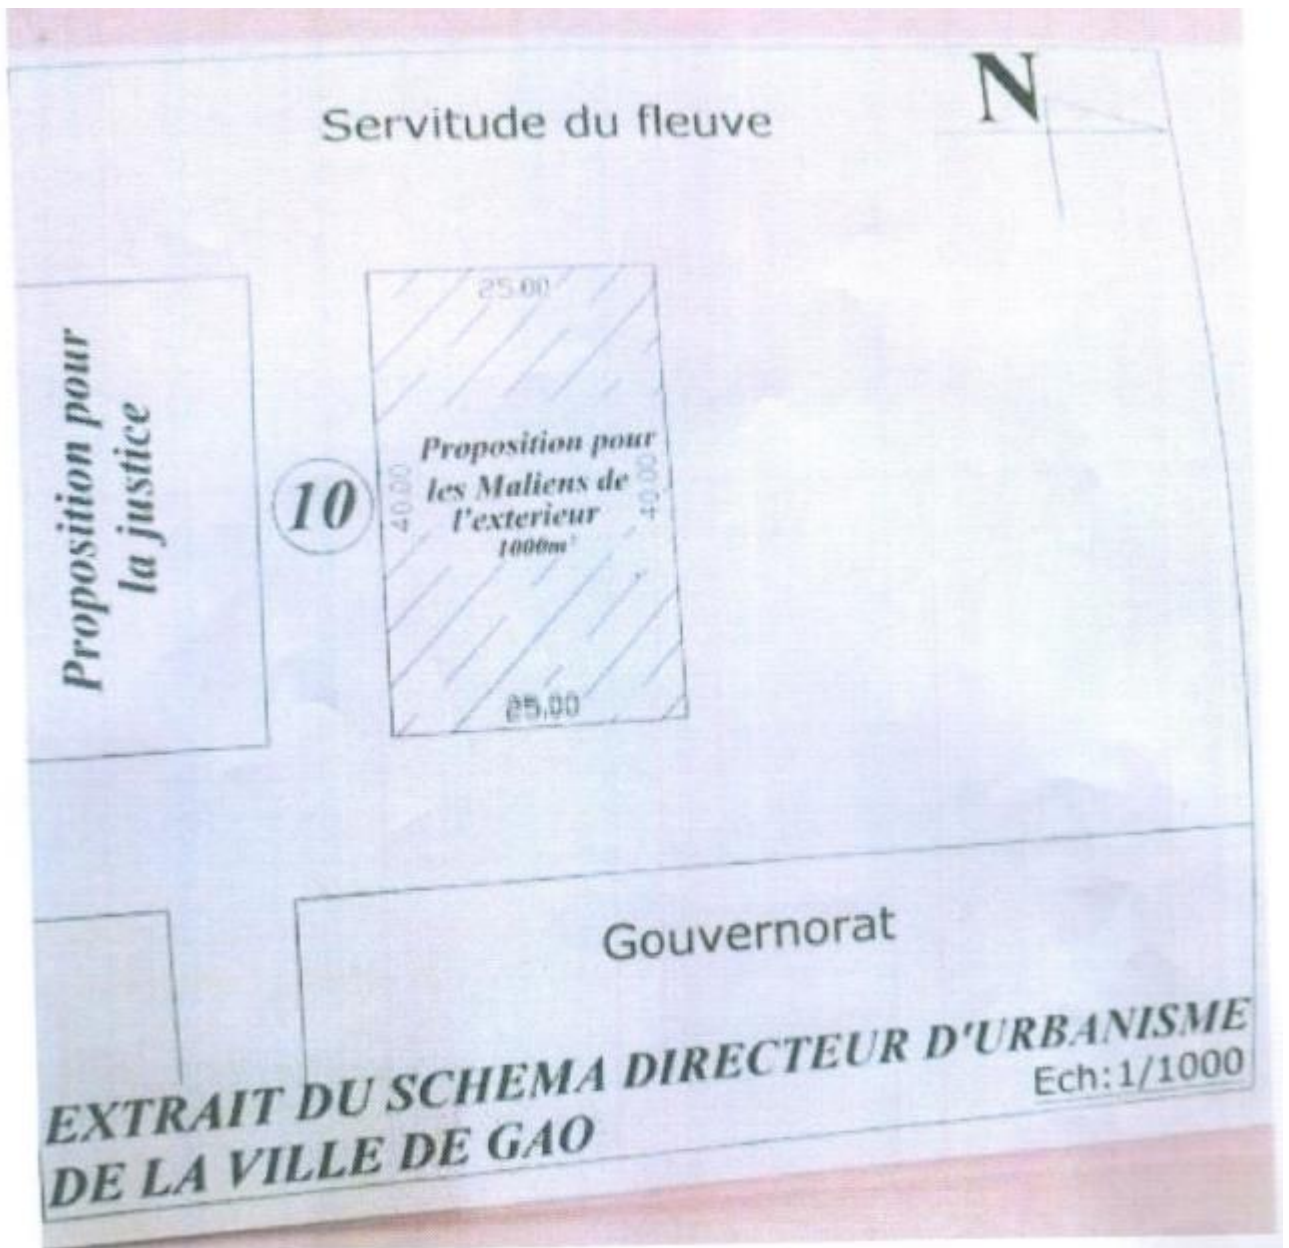 N
Servitude du fleuve
25.00
Proposition pour
la justice
10
40.00
Proposition pour
les Maliens de
l'exterieur
1000m²
40.00
25.00
Gouvernorat
EXTRAIT DU SCHEMA DIRECTEUR D'URBANISME
DE LA VILLE DE GAO
Ech:1/1000